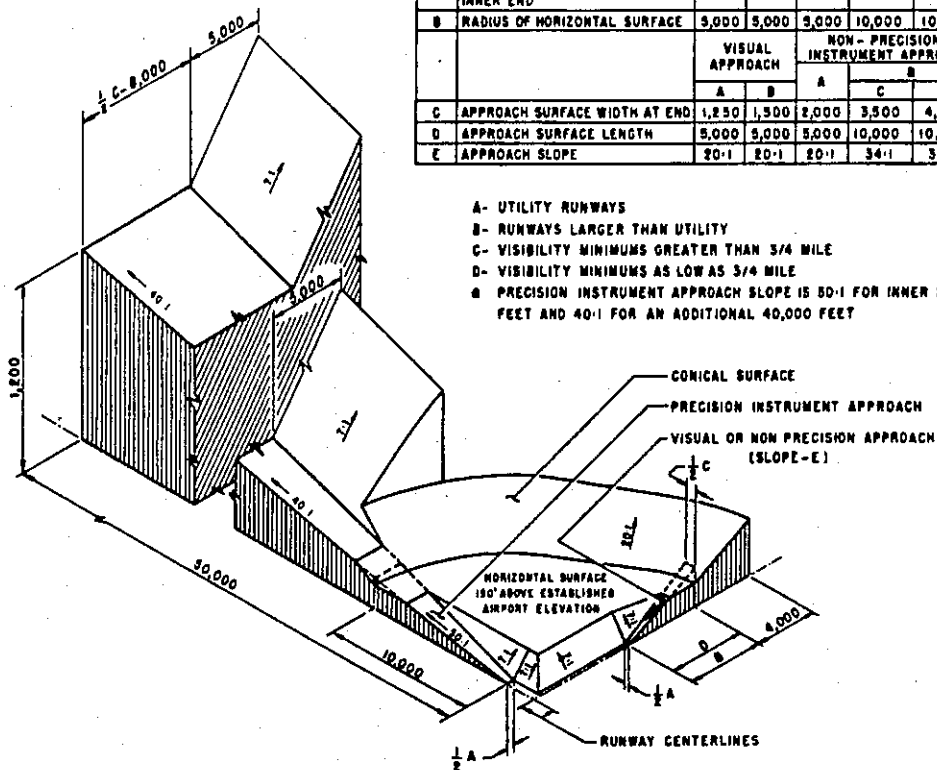 INNER END
B RADIUS OF HORIZONTAL SURFACE 5,000 5,000 5,000 10,000 10
VISUAL APPROACH
NON-PRECISION INSTRUMENT APPR
A B A B
C
C APPROACH SURFACE WIDTH AT END 1,250 1,500 2,000 3,500 4,
D APPROACH SURFACE LENGTH 5,000 5,000 5,000 10,000 10,
E APPROACH SLOPE 20:1 20:1 20:1 34:1 3
A- UTILITY RUNWAYS
B- RUNWAYS LARGER THAN UTILITY
C- VISIBILITY MINIMUMS GREATER THAN 3/4 MILE
D- VISIBILITY MINIMUMS AS LOW AS 3/4 MILE
PRECISION INSTRUMENT APPROACH SLOPE IS 50:1 FOR INNER
FEET AND 40:1 FOR AN ADDITIONAL 40,000 FEET
5,000
1/2 C-8,000
7:1
40:1
5,000
1,200
7:1
40:1
CONICAL SURFACE
PRECISION INSTRUMENT APPROACH
VISUAL OR NON PRECISION APPROACH
(SLOPE-E)
1/2 C
20:1
HORIZONTAL SURFACE
150' ABOVE ESTABLISHED
AIRPORT ELEVATION
50,000
50:1
7:1
7:1
7:1
7:1
10,000
D
B
4,000
1/2 A
1/2 A
RUNWAY CENTERLINES